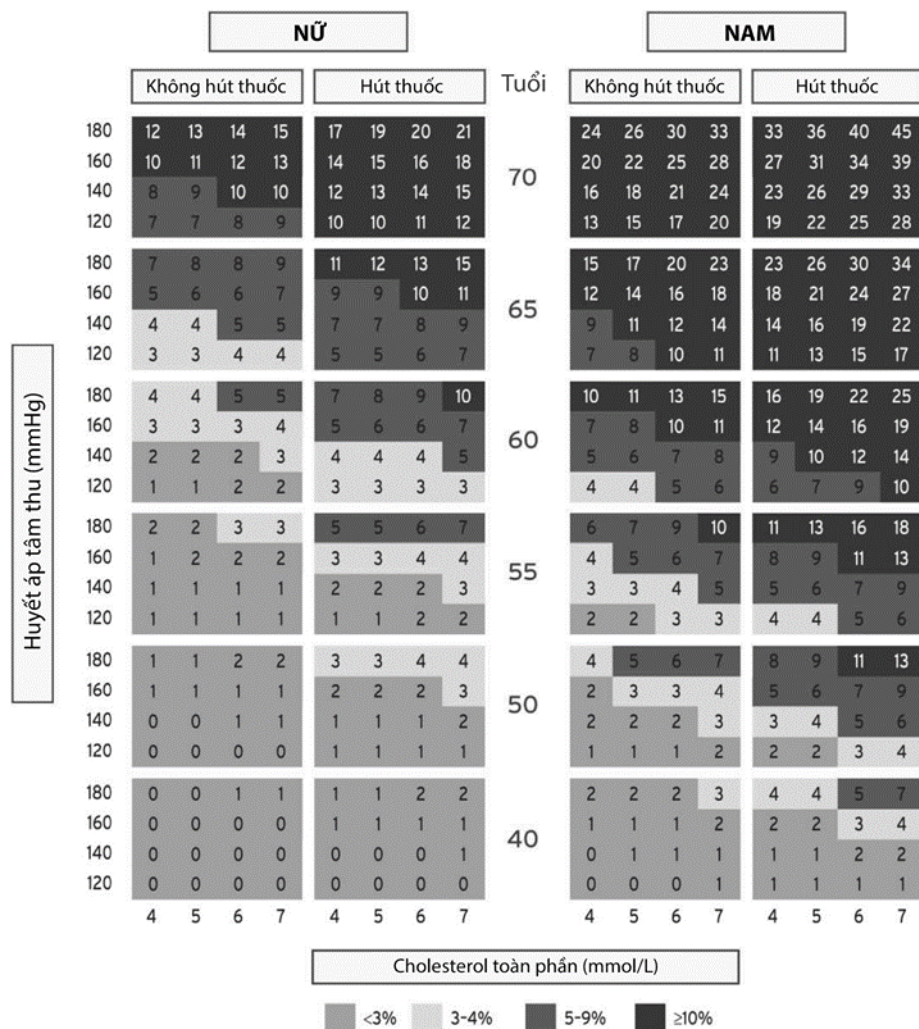 NỮ NAM
Không hút thuốc Hút thuốc Tuổi Không hút thuốc Hút thuốc
180 12 13 14 15 17 19 20 21 24 26 30 33 33 36 40 45
160 10 11 12 13 14 15 16 18 20 22 25 28 27 31 34 39
70
140 8 9 10 10 12 13 14 15 16 18 21 24 23 26 29 33
120 7 7 8 9 10 10 11 12 13 15 17 20 19 22 25 28
180 7 8 8 9 11 12 13 15 15 17 20 23 23 26 30 34
160 5 6 6 7 9 9 10 11 12 14 16 18 18 21 24 27
65
140 4 4 5 5 7 7 8 9 9 11 12 14 14 16 19 22
120 3 3 4 4 5 5 6 7 7 8 10 11 11 13 15 17
Huyết áp tâm thu (mmHg)
180 4 4 5 5 7 8 9 10 10 11 13 15 16 19 22 25
160 3 3 3 4 5 6 6 7 7 8 10 11 12 14 16 19
60
140 2 2 2 3 4 4 4 5 5 6 7 8 9 10 12 14
120 1 1 2 2 3 3 3 3 4 4 5 6 6 7 9 10
180 2 2 3 3 5 5 6 7 6 7 9 10 11 13 16 18
160 1 2 2 2 3 3 4 4 4 5 6 7 8 9 11 13
55
140 1 1 1 1 2 2 2 3 3 3 4 5 5 6 7 9
120 1 1 1 1 1 1 2 2 2 2 3 3 4 4 5 6
180 1 1 2 2 3 3 4 4 4 5 6 7 8 9 11 13
160 1 1 1 1 2 2 2 3 2 3 3 4 5 6 7 9
50
140 0 0 1 1 1 1 1 2 2 2 2 3 3 4 5 6
120 0 0 0 0 1 1 1 1 1 1 1 2 2 2 3 4
180 0 0 1 1 1 1 2 2 2 2 2 3 4 4 5 7
160 0 0 0 0 1 1 1 1 1 1 1 2 2 2 3 4
40
140 0 0 0 0 0 0 0 1 0 1 1 1 1 1 2 2
120 0 0 0 0 0 0 0 0 0 0 0 1 1 1 1 1
4 5 6 7 4 5 6 7 4 5 6 7 4 5 6 7
Cholesterol toàn phần (mmol/L)
<3% 3-4% 5-9% ≥10%